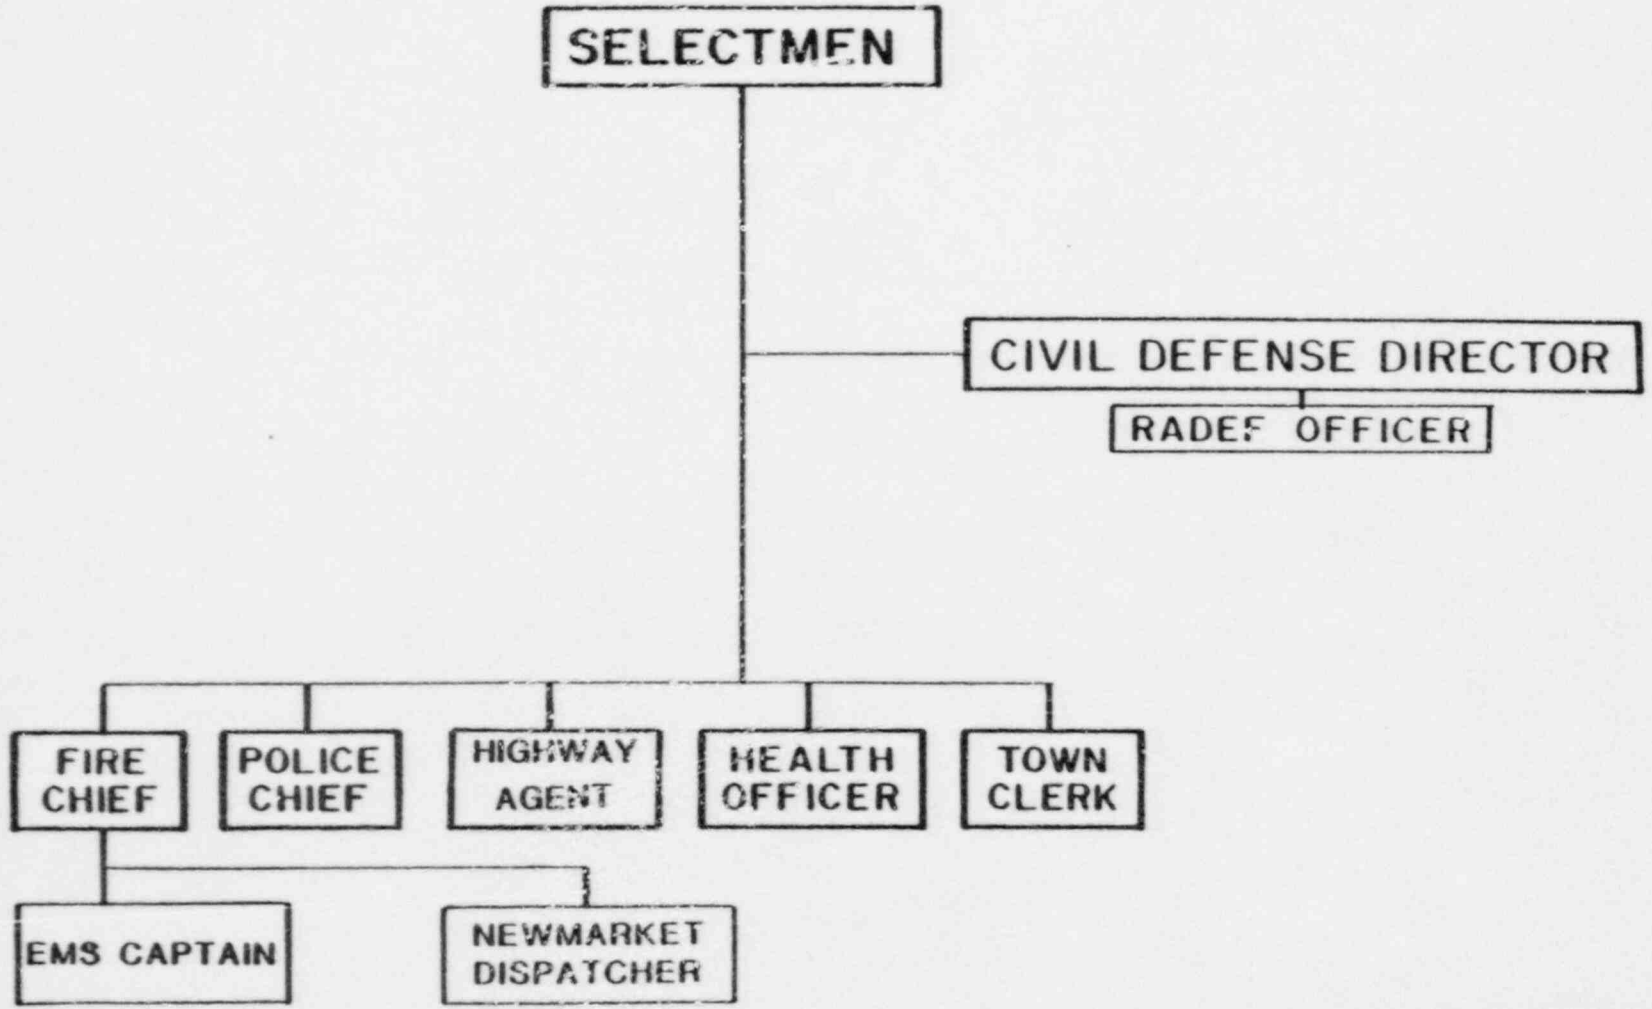 SELECTMEN
CIVIL DEFENSE DIRECTOR
RADEF OFFICER
FIRE
CHIEF
POLICE
CHIEF
HIGHWAY
AGENT
HEALTH
OFFICER
TOWN
CLERK
EMS CAPTAIN
NEWMARKET
DISPATCHER